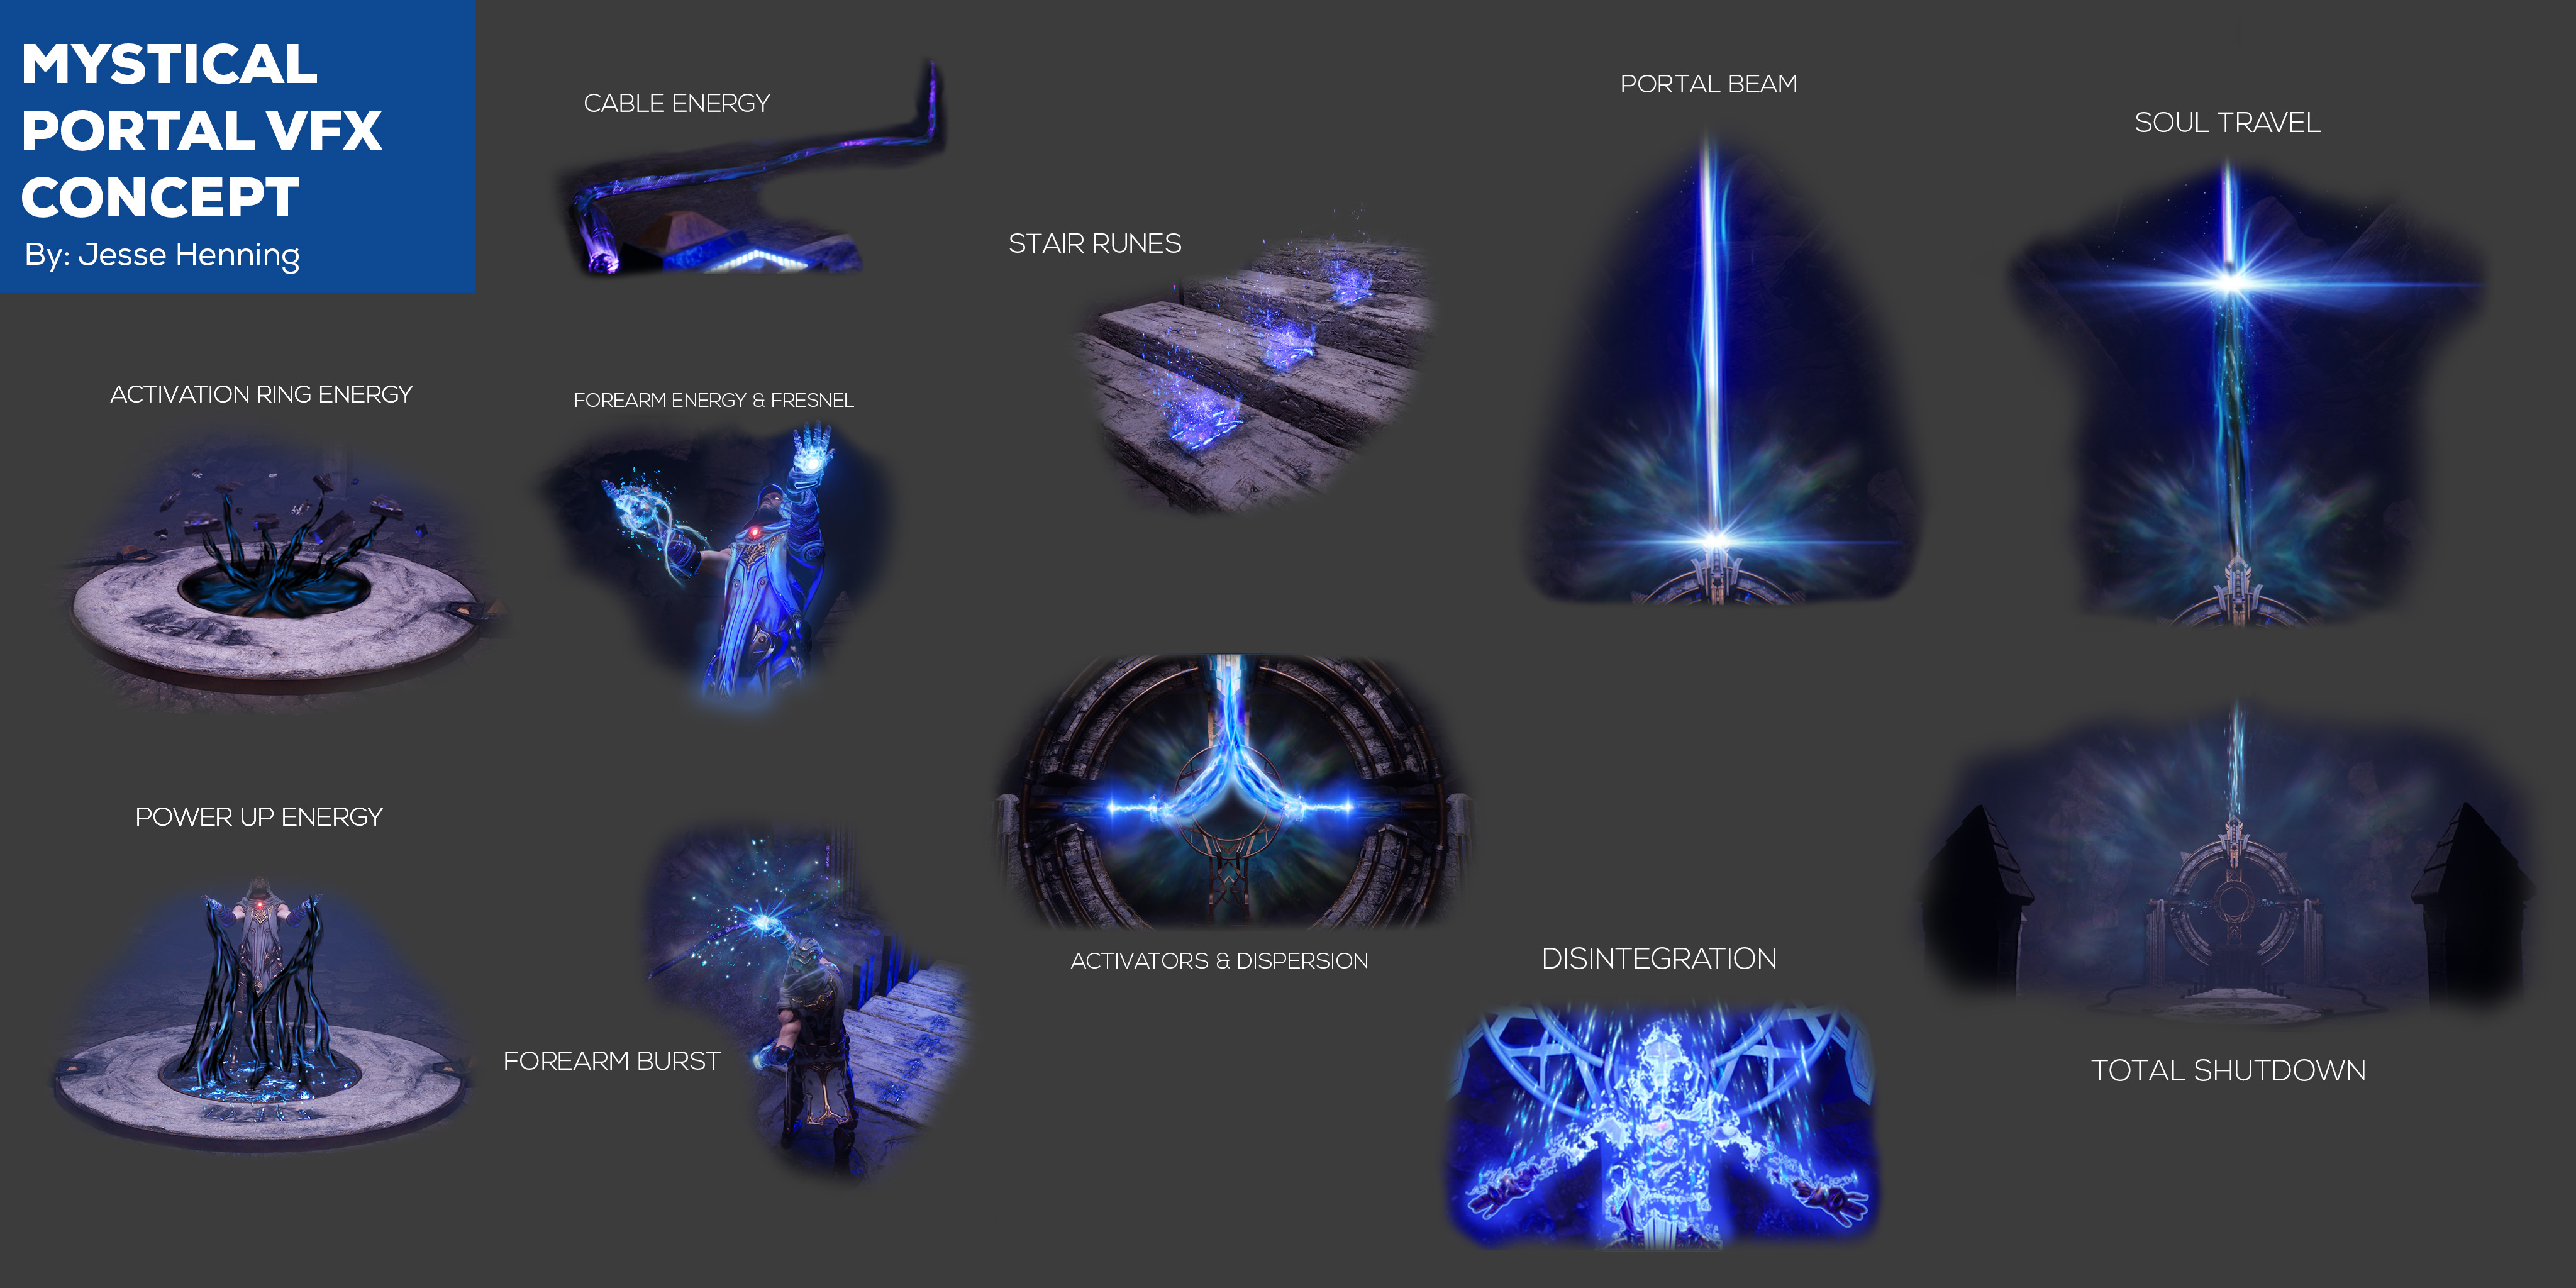 MYSTICAL
PORTAL VFX
CONCEPT
By: Jesse Henning
CABLE ENERGY
PORTAL BEAM
SOUL TRAVEL
STAIR RUNES
ACTIVATION RING ENERGY
FOREARM ENERGY & FRESNEL
POWER UP ENERGY
ACTIVATORS & DISPERSION
DISINTEGRATION
FOREARM BURST
TOTAL SHUTDOWN